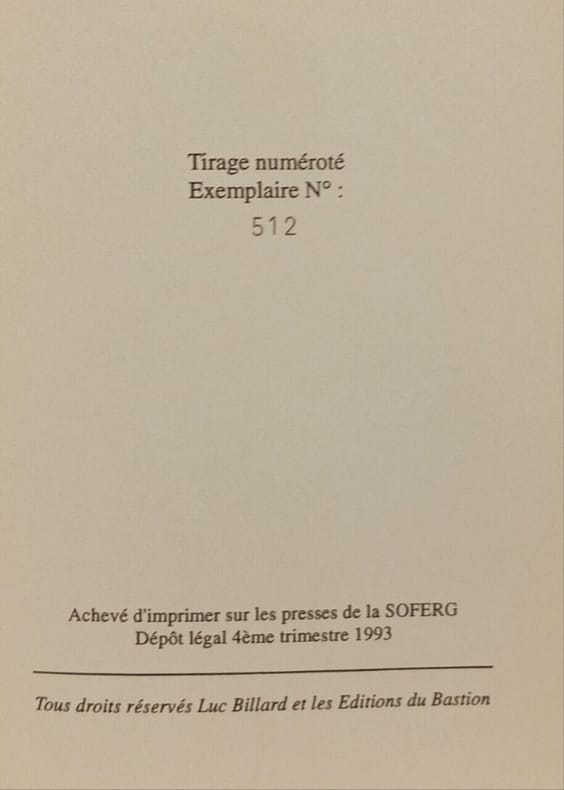 Tirage numéroté
Exemplaire N° :
512
Achevé d'imprimer sur les presses de la SOFERG
Dépôt légal 4ème trimestre 1993
Tous droits réservés Luc Billard et les Editions du Bastion